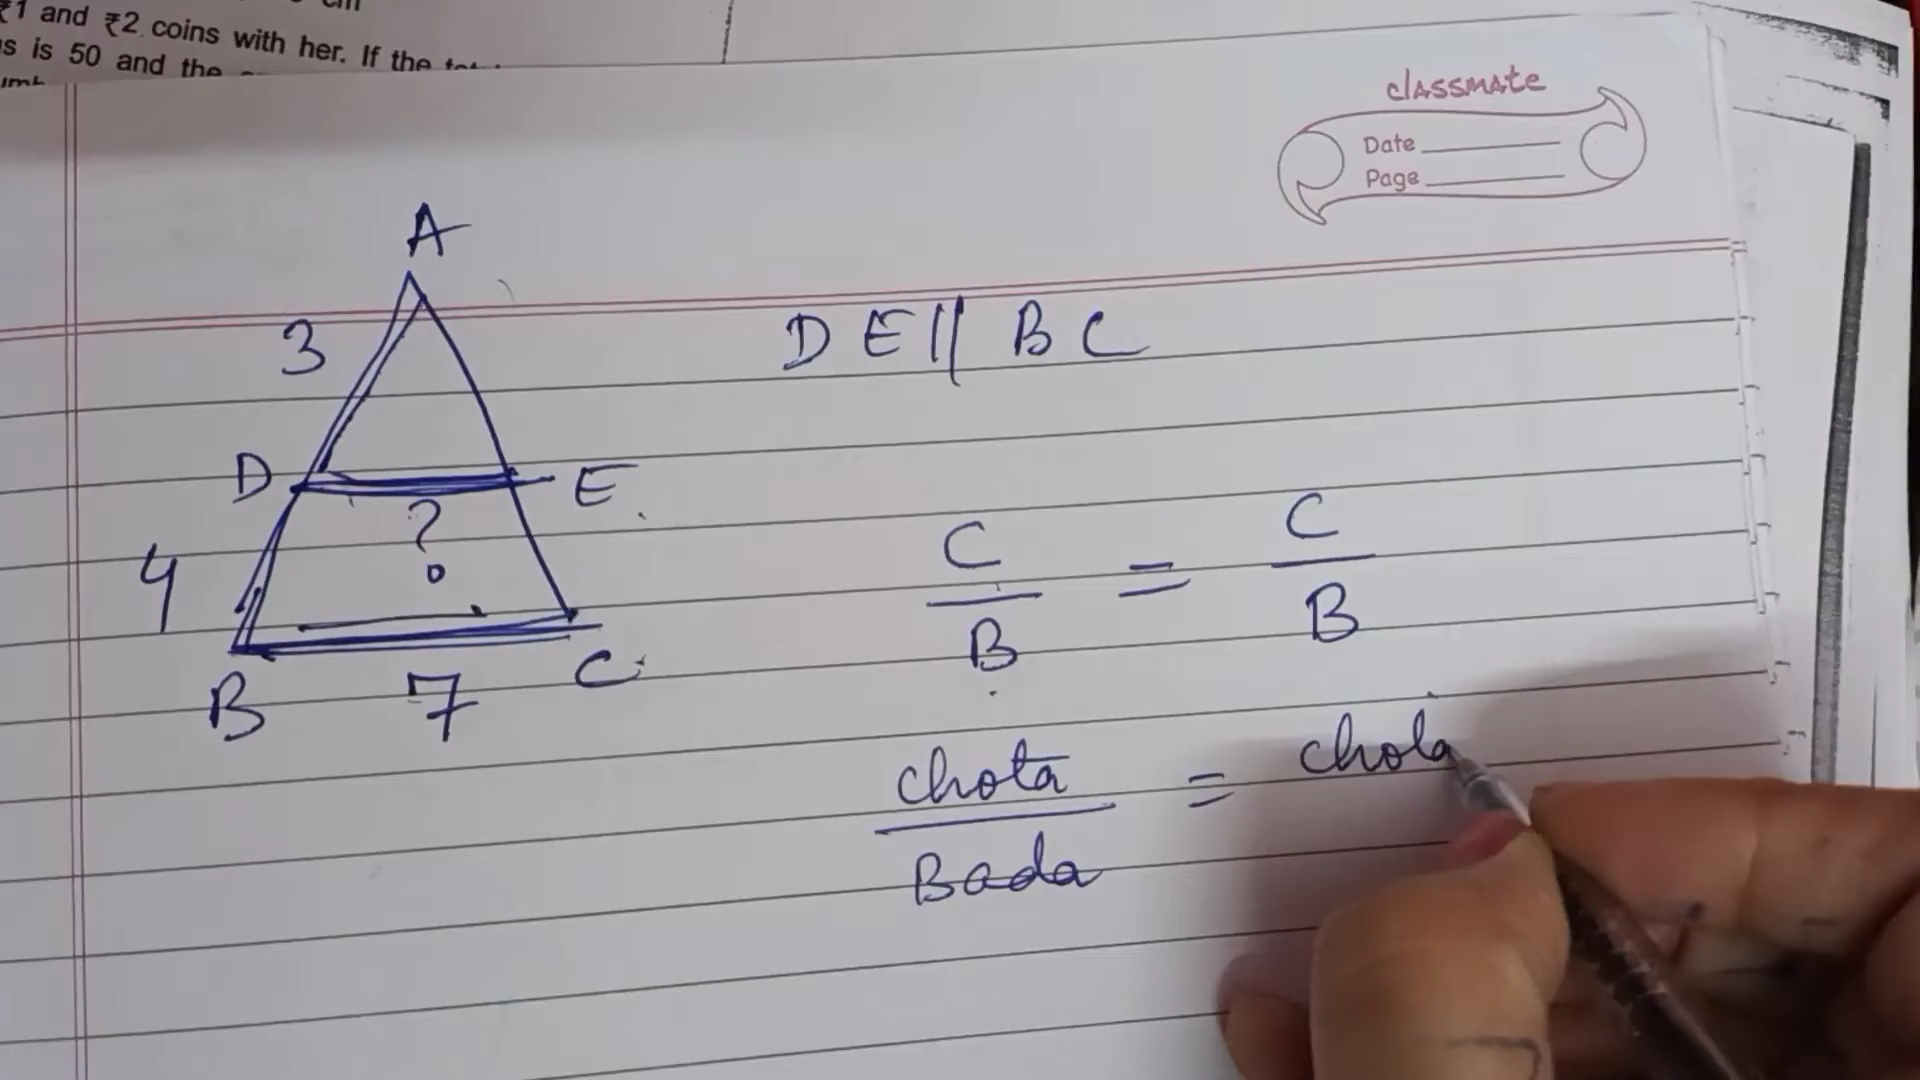 ₹1 and ₹2 coins with her. If the
is 50 and the
classmate
Date
Page
A
3
DE || BC
D E
?
4
C = C
B B
B 7 C
chota = chota
Bada